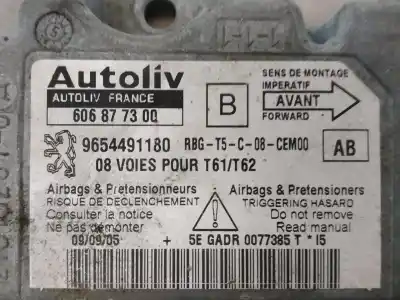 Autoliv
AUTOLIV FRANCE
606 87 73 00
B
SENS DE MONTAGE
IMPERATIF
AVANT
FORWARD
9654491180 RBG-T5-C-08-CEM00
AB
08 VOIES POUR T61/T62
Airbags & Pretensionneurs
RISQUE DE DECLENCHEMENT
Consulter la notice
Ne pas démonter
Airbags & Pretensioners
TRIGGERING HASARD
Do not remove
Read manual
09/09/05 + 5E GADR 0077385 T * I5